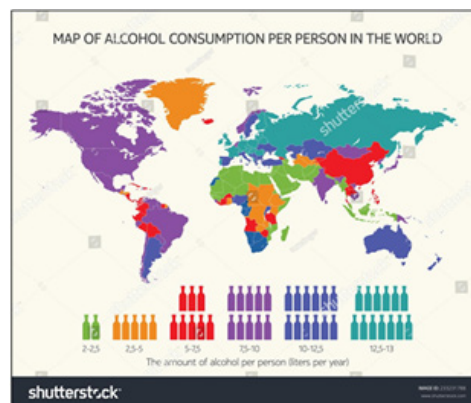 MAP OF ALCOHOL CONSUMPTION PER PERSON IN THE WORLD
shutterstock
2-2,5 2,5-5 5-7,5 7,5-10 10-12,5 12,5-13
The amount of alcohol per person (liters per year)
shutterstock